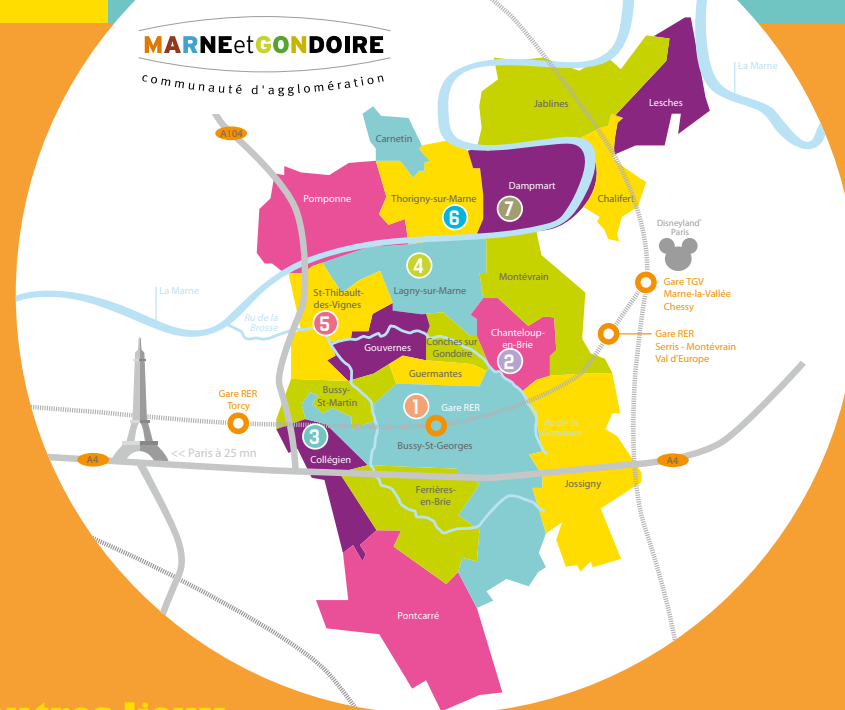 MARNEetGONDOIRE
communauté d'agglomération
La Marne
Jablines
Lesches
A104
Carnetin
Dampmart
Pomponne
Thorigny-sur-Marne
Chalifert
7
6
Disneyland®
Paris
4
Montévrain
Gare TGV
Marne-la-Vallée
Chessy
La Marne
St-Thibault-
des-Vignes
Lagny-sur-Marne
Ru de la
Brosse
5
Chanteloup-
en-Brie
Gare RER
Serris - Montévrain
Val d'Europe
Gouvernes
Conches sur
Gondoire
2
Guermantes
Gare RER
Torcy
Bussy-
St-Martin
1
Gare RER
3
Bussy-St-Georges
<< Paris à 25 mn
Collégien
A4
A4
Ferrières-
en-Brie
Jossigny
Pontcarré